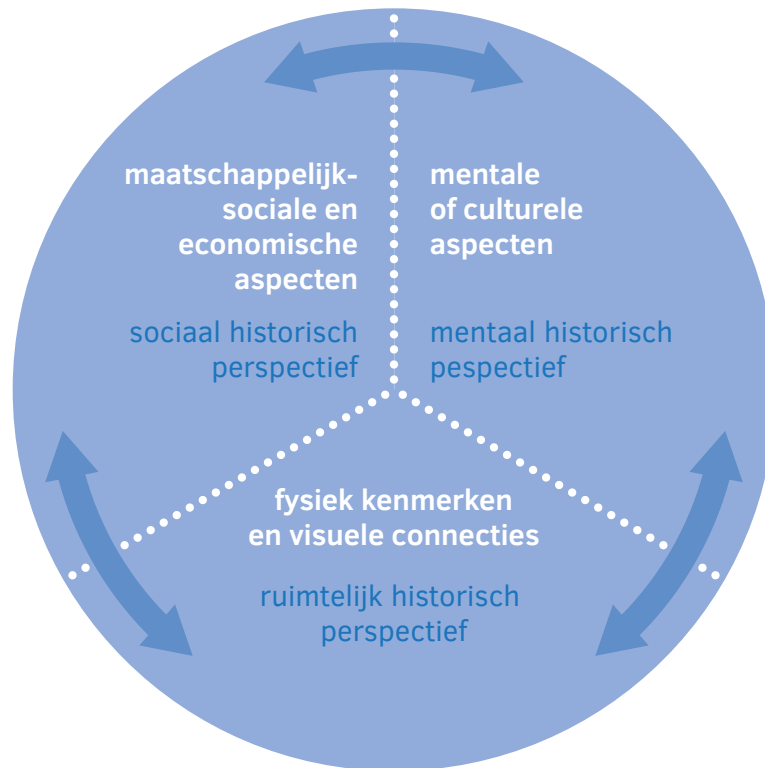 maatschappelijk-
sociale en
economische
aspecten
sociaal historisch
perspectief
mentale
of culturele
aspecten
mentaal historisch
pespectief
fysiek kenmerken
en visuele connecties
ruimtelijk historisch
perspectief